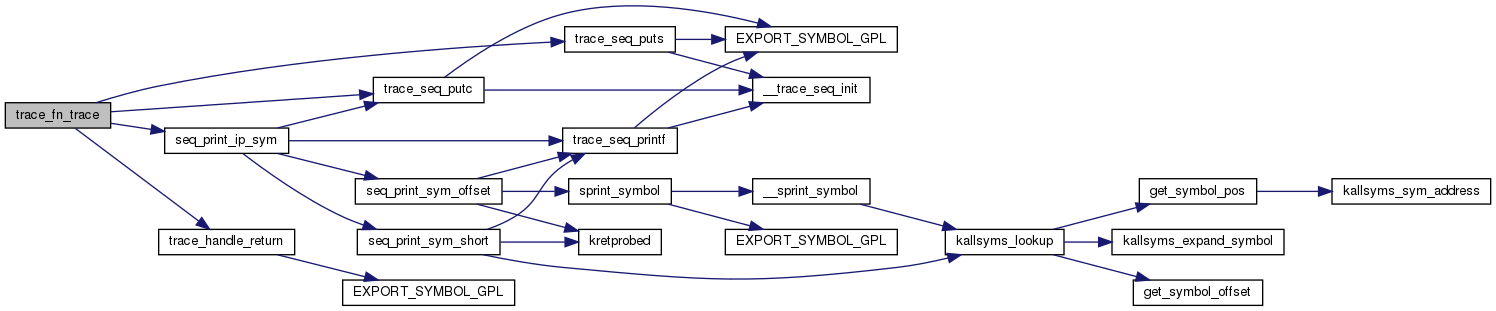 trace_fn_trace
trace_seq_puts
EXPORT_SYMBOL_GPL
trace_seq_putc
__trace_seq_init
seq_print_ip_sym
trace_seq_printf
seq_print_sym_offset
sprint_symbol
__sprint_symbol
get_symbol_pos
kallsyms_sym_address
trace_handle_return
seq_print_sym_short
kretprobed
EXPORT_SYMBOL_GPL
kallsyms_lookup
kallsyms_expand_symbol
EXPORT_SYMBOL_GPL
get_symbol_offset